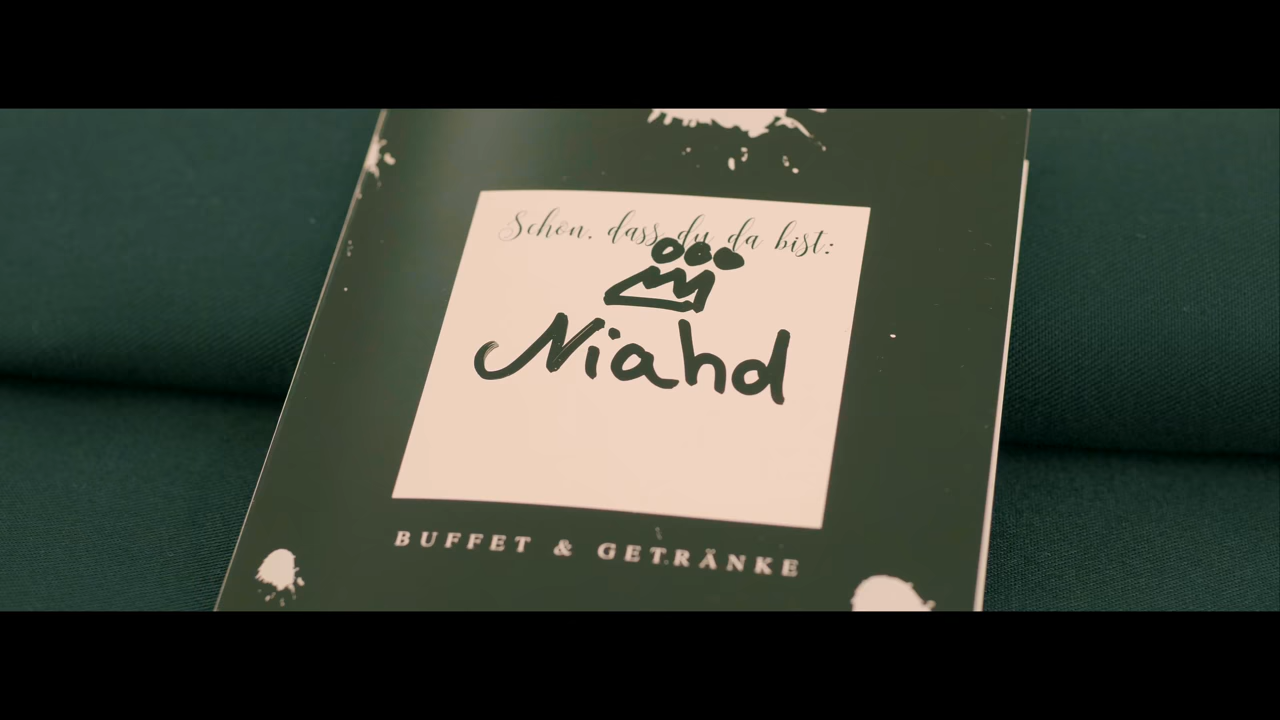 Schön, dass du da bist:
Niahd
BUFFET & GETRÄNKE